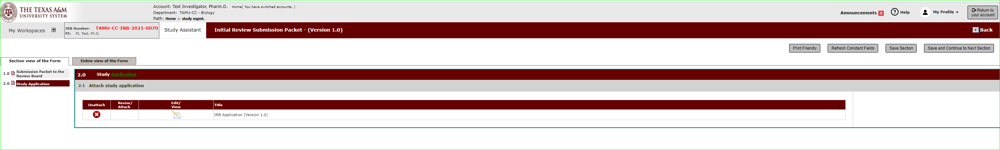 THE TEXAS A&M
UNIVERSITY SYSTEM
Account: Test Investigator, Pharm.D. Home( You have switched accounts. )
Department: TAMU-CC - Biology
Path: Home > study mgmt.
Announcements 3
Help
My Profile
Return to
your account
My Workspaces
IRB Number: TAMU-CC-IRB-2021-0070
PI: PI, Test, Ph.D.
Study Assistant
Initial Review Submission Packet - (Version 1.0)
Back
Print Friendly
Refresh Constant Fields
Save Section
Save and Continue to Next Section
Section view of the Form
Entire view of the Form
1.0 Submission Packet to the
Review Board
2.0 Study Application
2.0 Study Application
2.1 Attach study application
Unattach
Revise/
Attach
Edit/
View
Title
IRB Application (Version 1.0)